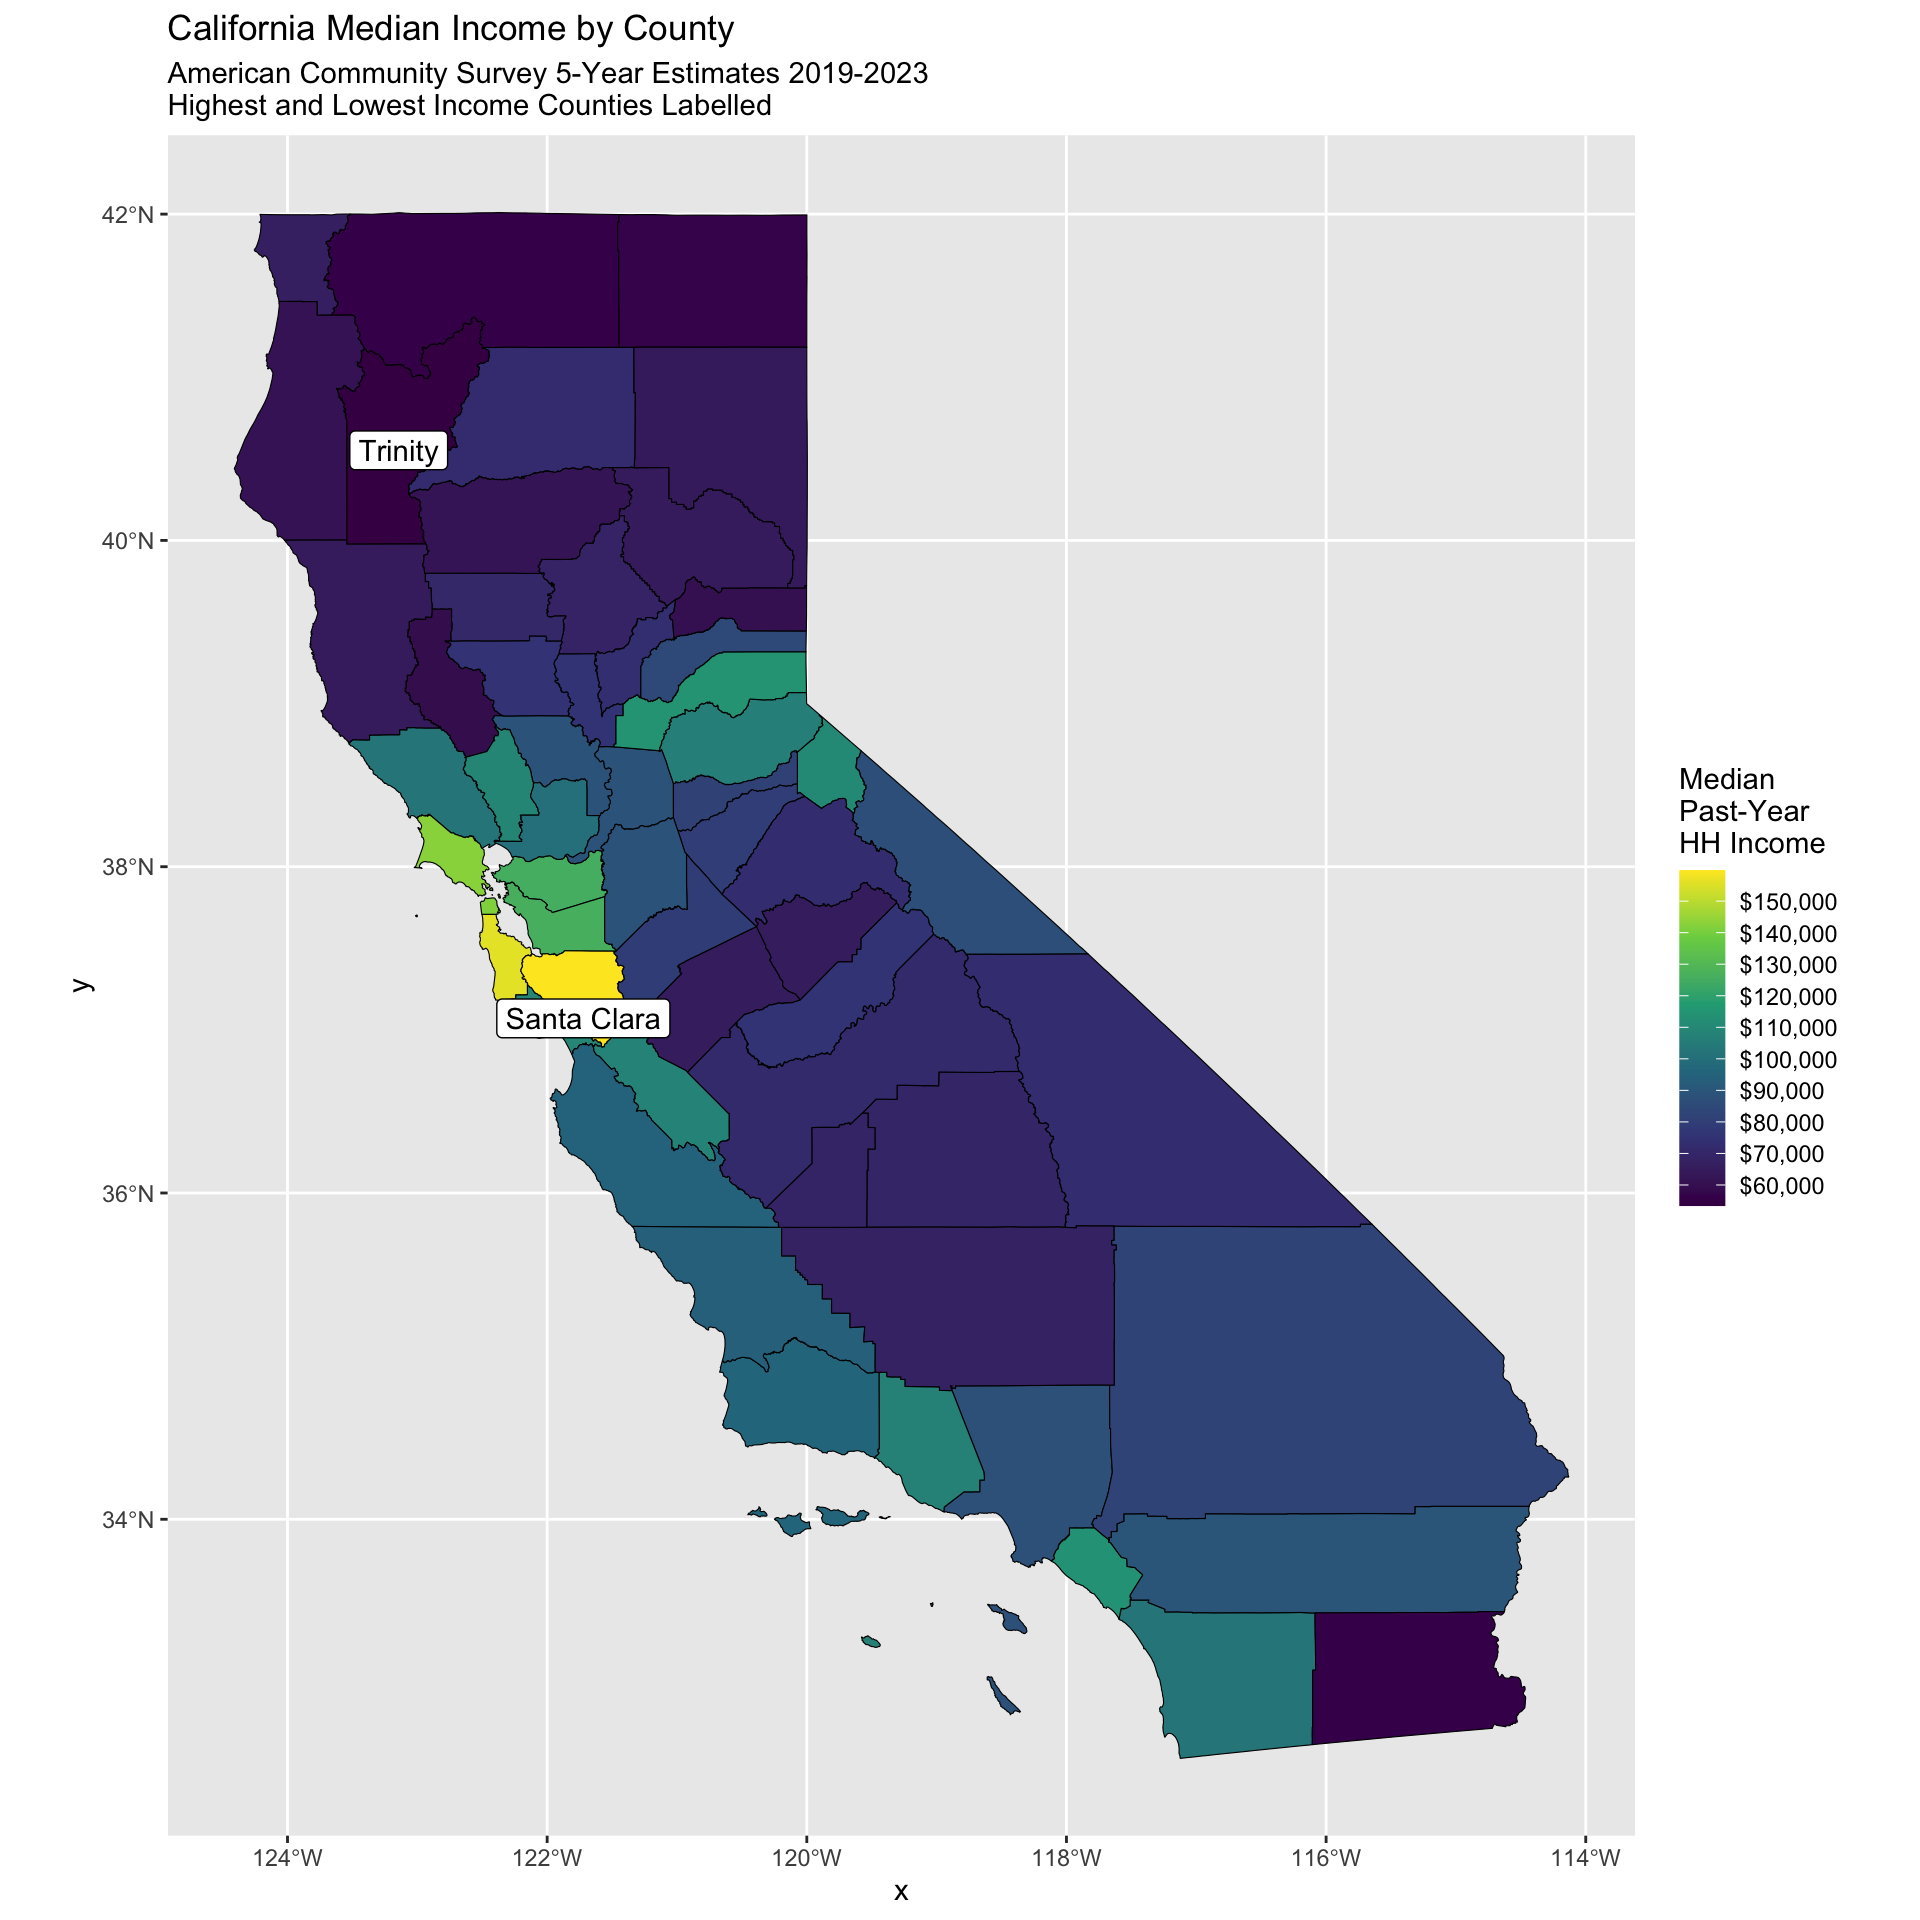 California Median Income by County
American Community Survey 5-Year Estimates 2019-2023
Highest and Lowest Income Counties Labelled
42°N
40°N
38°N
36°N
34°N
y
Trinity
Santa Clara
124°W
122°W
120°W
118°W
116°W
114°W
x
Median
Past-Year
HH Income
$150,000
$140,000
$130,000
$120,000
$110,000
$100,000
$90,000
$80,000
$70,000
$60,000